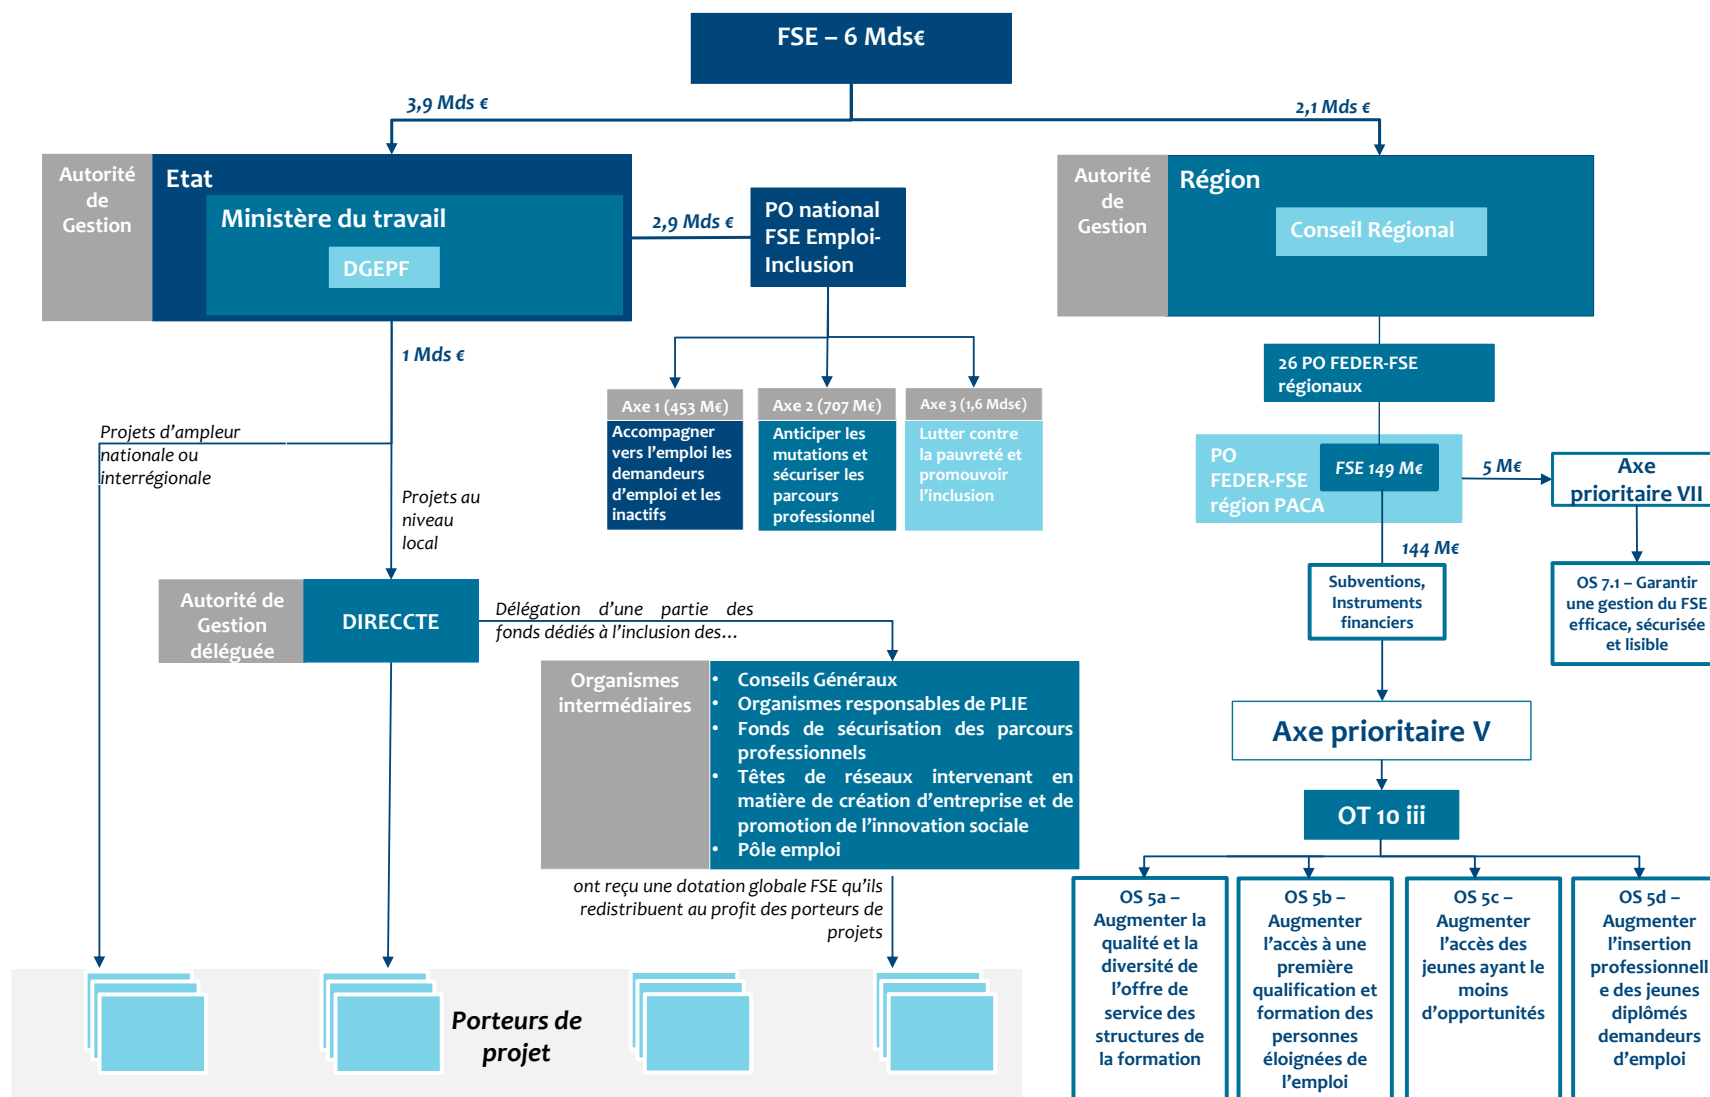 FSE – 6 Mds€
3,9 Mds €
2,1 Mds €
Autorité
de
Gestion
Etat
Ministère du travail
DGEPF
2,9 Mds €
PO national
FSE Emploi-
Inclusion
Autorité
de
Gestion
Région
Conseil Régional
1 Mds €
26 PO FEDER-FSE
régionaux
Axe 1 (453 M€)
Accompagner
vers l'emploi les
demandeurs
d'emploi et les
inactifs
Axe 2 (707 M€)
Anticiper les
mutations et
sécuriser les
parcours
professionnel
Axe 3 (1,6 Mds€)
Lutter contre
la pauvreté et
promouvoir
l'inclusion
Projets d'ampleur
nationale ou
interrégionale
Projets au
niveau
local
PO
FEDER-FSE
région PACA
FSE 149 M€
5 M€
Axe
prioritaire VII
144 M€
Subventions,
Instruments
financiers
OS 7.1 – Garantir
une gestion du FSE
efficace, sécurisée
et lisible
Autorité de
Gestion
déléguée
DIRECCTE
Délégation d'une partie des
fonds dédiés à l'inclusion des…
Organismes
intermédiaires
• Conseils Généraux
• Organismes responsables de PLIE
• Fonds de sécurisation des parcours
professionnels
• Têtes de réseaux intervenant en
matière de création d'entreprise et de
promotion de l'innovation sociale
• Pôle emploi
Axe prioritaire V
OT 10 iii
ont reçu une dotation globale FSE qu'ils
redistribuent au profit des porteurs de
projets
OS 5a –
Augmenter la
qualité et la
diversité de
l'offre de
service des
structures de
la formation
OS 5b –
Augmenter
l'accès à une
première
qualification et
formation des
personnes
éloignées de
l'emploi
OS 5c –
Augmenter
l'accès des
jeunes ayant le
moins
d'opportunités
OS 5d –
Augmenter
l'insertion
professionnell
e des jeunes
diplômés
demandeurs
d'emploi
Porteurs de
projet